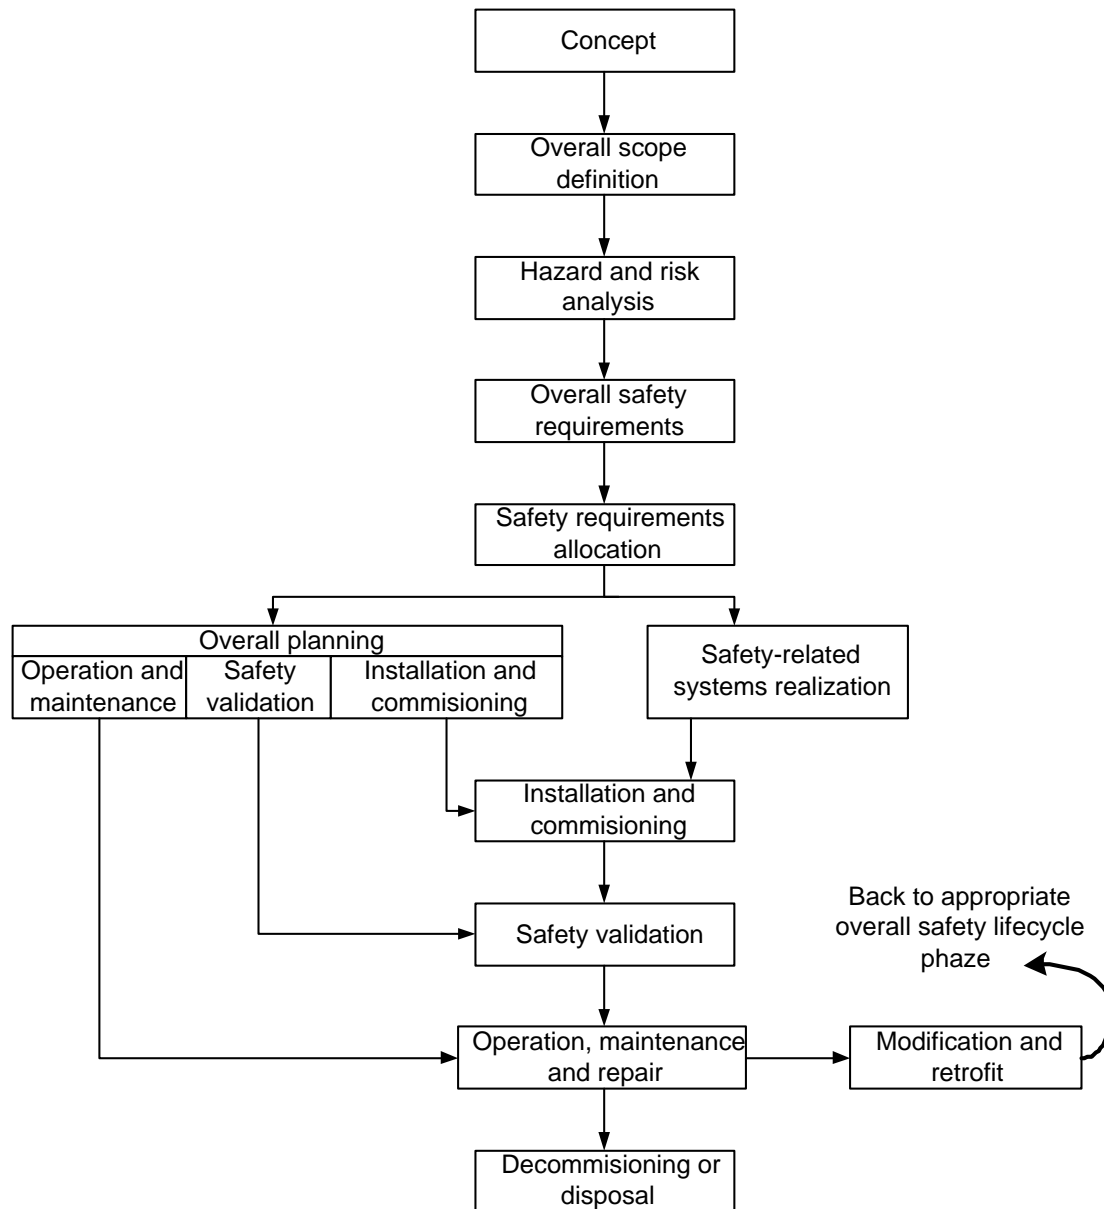 Concept
Overall scope
definition
Hazard and risk
analysis
Overall safety
requirements
Safety requirements
allocation
Overall planning
Operation and
maintenance
Safety
validation
Installation and
commisioning
Safety-related
systems realization
Installation and
commisioning
Safety validation
Back to appropriate
overall safety lifecycle
phaze
Operation, maintenance
and repair
Modification and
retrofit
Decommisioning or
disposal